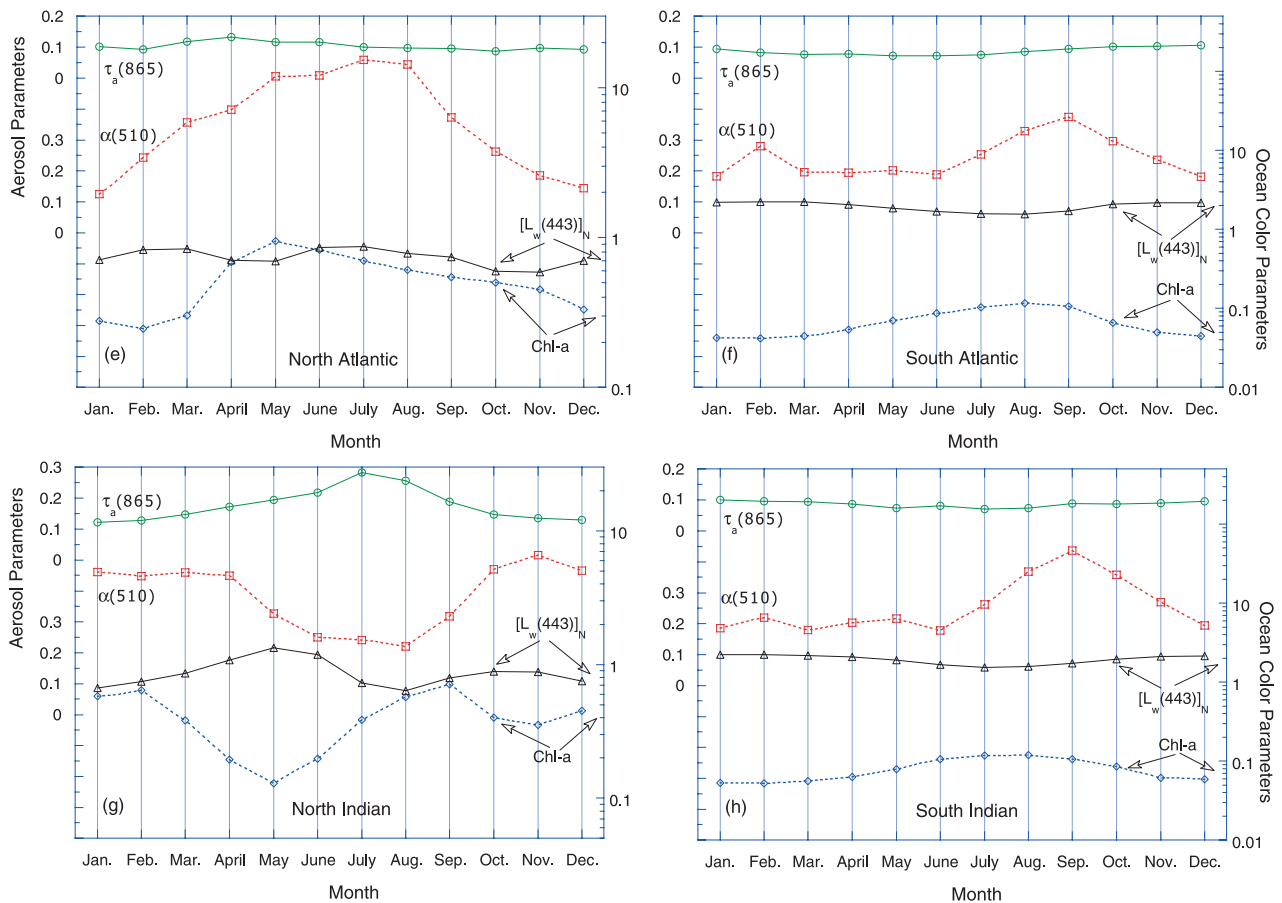 Aerosol Parameters
0.2
0.1
0
0.3
0.2
0.1
0
τa(865)
α(510)
[Lw(443)]N
Chl-a
(e)
North Atlantic
10
1
0.1
Jan. Feb. Mar. April May June July Aug. Sep. Oct. Nov. Dec.
Month
0.2
0.1
0
0.3
0.2
0.1
0
τa(865)
α(510)
[Lw(443)]N
Chl-a
(f)
South Atlantic
10
1
0.1
0.01
Ocean Color Parameters
Jan. Feb. Mar. April May June July Aug. Sep. Oct. Nov. Dec.
Month
Aerosol Parameters
0.3
0.2
0.1
0
0.3
0.2
0.1
0
τa(865)
α(510)
[Lw(443)]N
Chl-a
(g)
North Indian
10
1
0.1
Jan. Feb. Mar. April May June July Aug. Sep. Oct. Nov. Dec.
Month
0.2
0.1
0
0.3
0.2
0.1
0
τa(865)
α(510)
[Lw(443)]N
Chl-a
(h)
South Indian
10
1
0.1
0.01
Ocean Color Parameters
Jan. Feb. Mar. April May June July Aug. Sep. Oct. Nov. Dec.
Month